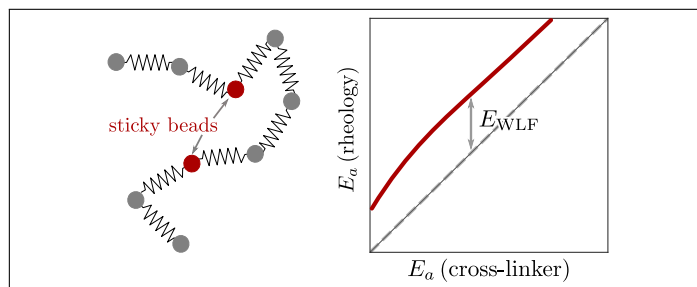 sticky beads
E_a (rheology)
E_WLF
E_a (cross-linker)